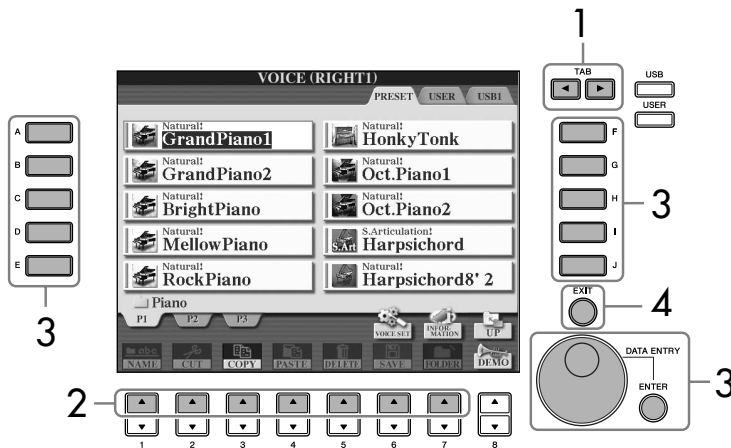 1
TAB
USB
USER
VOICE (RIGHT1)
PRESET USER USB1
A
B
C
D
E
3
Natural!
GrandPiano1
Natural!
GrandPiano2
Natural!
BrightPiano
Natural!
MellowPiano
Natural!
RockPiano
Natural!
HonkyTonk
Natural!
Oct.Piano1
Natural!
Oct.Piano2
S.Art
S.Articulation!
Harpsichord
Natural!
Harpsichord8' 2
F
G
H
I
J
3
Piano
P1 P2 P3
VOICE SET
INFOR-
MATION
UP
abc
NAME CUT COPY PASTE DELETE SAVE FOLDER DEMO
EXIT
4
DATA ENTRY
ENTER
3
2
1 2 3 4 5 6 7 8